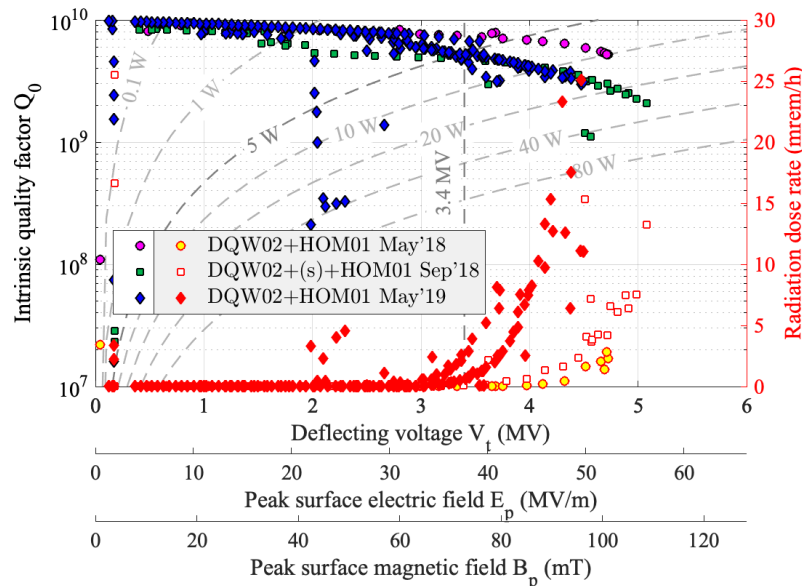 10^10
10^9
10^8
10^7
Intrinsic quality factor Q_0
30
25
20
15
10
5
0
Radiation dose rate (mrem/h)
0.1 W
1 W
5 W
10 W
20 W
40 W
80 W
3.4 MV
DQW02+HOM01 May'18
DQW02+(s)+HOM01 Sep'18
DQW02+HOM01 May'19
0 1 2 3 4 5 6
Deflecting voltage V_t (MV)
0 10 20 30 40 50 60
Peak surface electric field E_p (MV/m)
0 20 40 60 80 100 120
Peak surface magnetic field B_p (mT)